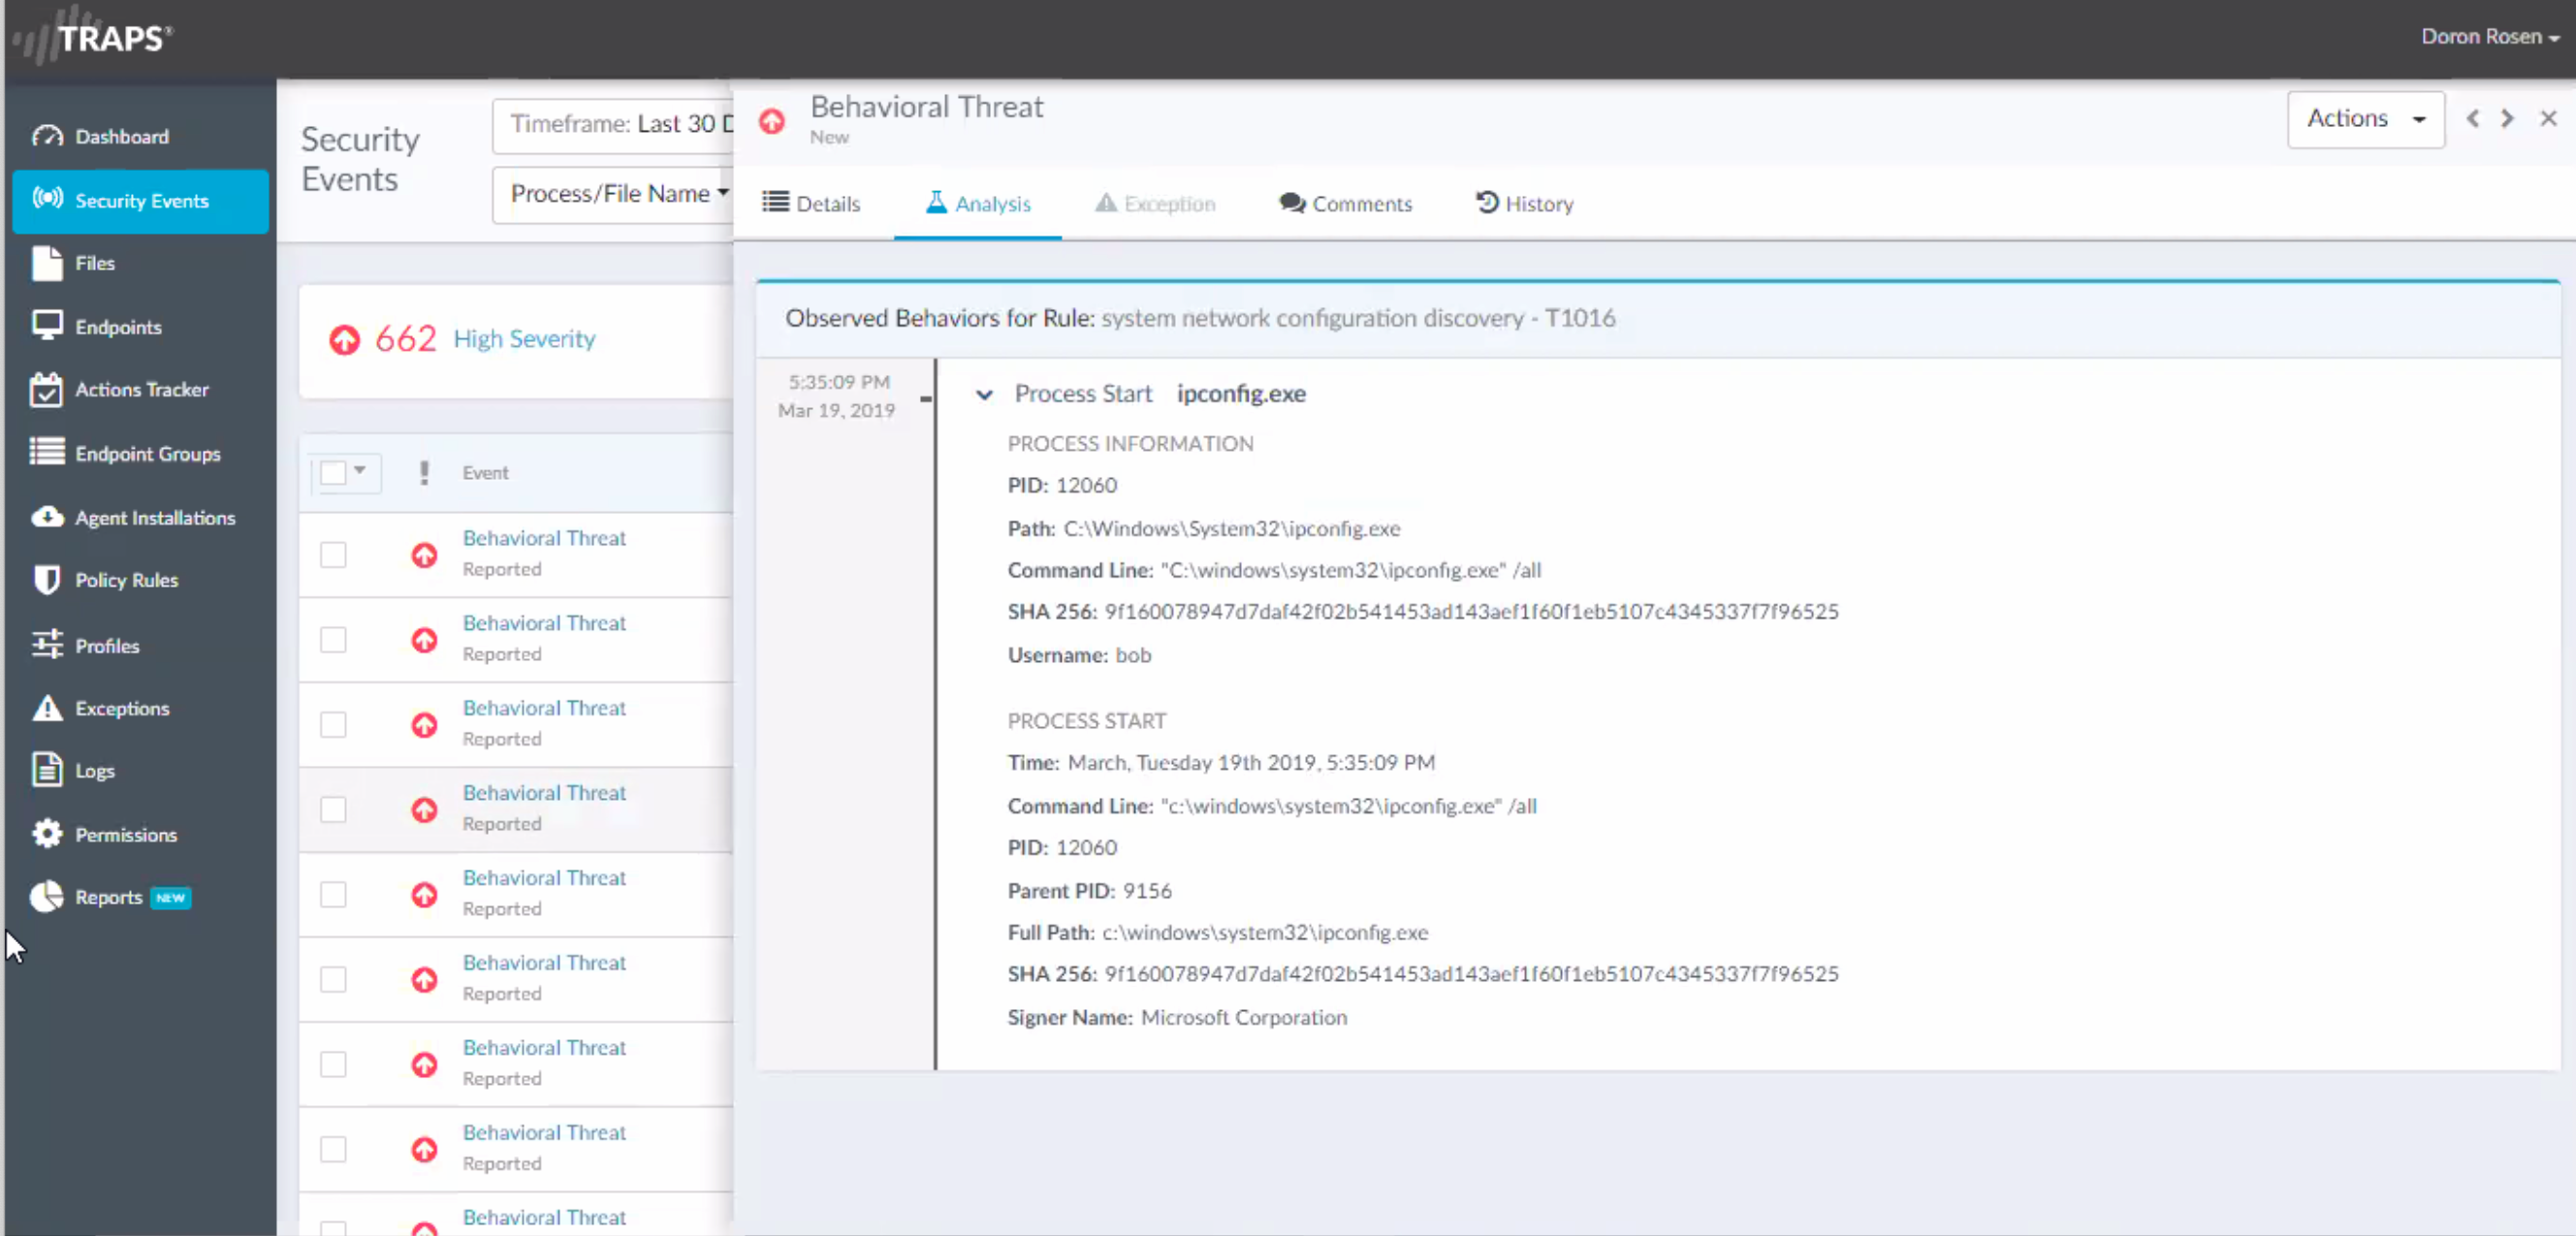 TRAPS®
Doron Rosen
Dashboard
Security Events
Files
Endpoints
Actions Tracker
Endpoint Groups
Agent Installations
Policy Rules
Profiles
Exceptions
Logs
Permissions
Reports NEW
Security
Events
Timeframe: Last 30 D
Process/File Name
662 High Severity
Event
Behavioral Threat
Reported
Behavioral Threat
Reported
Behavioral Threat
Reported
Behavioral Threat
Reported
Behavioral Threat
Reported
Behavioral Threat
Reported
Behavioral Threat
Reported
Behavioral Threat
Reported
Behavioral Threat
Behavioral Threat
New
Actions
Details
Analysis
Exception
Comments
History
Observed Behaviors for Rule: system network configuration discovery - T1016
5:35:09 PM
Mar 19, 2019
Process Start ipconfig.exe
PROCESS INFORMATION
PID: 12060
Path: C:\Windows\System32\ipconfig.exe
Command Line: "C:\windows\system32\ipconfig.exe" /all
SHA 256: 9f160078947d7daf42f02b541453ad143aef1f60f1eb5107c4345337f7f96525
Username: bob
PROCESS START
Time: March, Tuesday 19th 2019, 5:35:09 PM
Command Line: "c:\windows\system32\ipconfig.exe" /all
PID: 12060
Parent PID: 9156
Full Path: c:\windows\system32\ipconfig.exe
SHA 256: 9f160078947d7daf42f02b541453ad143aef1f60f1eb5107c4345337f7f96525
Signer Name: Microsoft Corporation